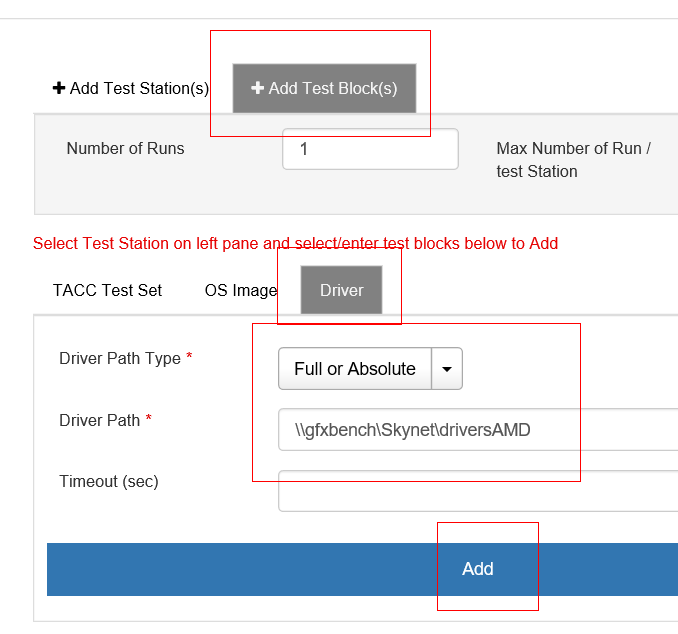 + Add Test Station(s)
+ Add Test Block(s)
Number of Runs
1
Max Number of Run /
test Station
Select Test Station on left pane and select/enter test blocks below to Add
TACC Test Set
OS Image
Driver
Driver Path Type *
Full or Absolute
Driver Path *
\\gfxbench\Skynet\driversAMD
Timeout (sec)
Add